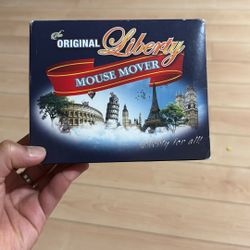 The
ORIGINAL Liberty
MOUSE MOVER
Liberty for all!